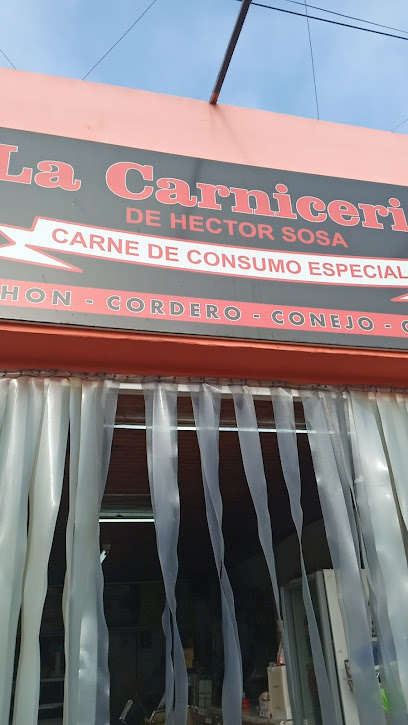 La Carniceri
DE HECTOR SOSA
CARNE DE CONSUMO ESPECIAL
HON - CORDERO - CONEJO -